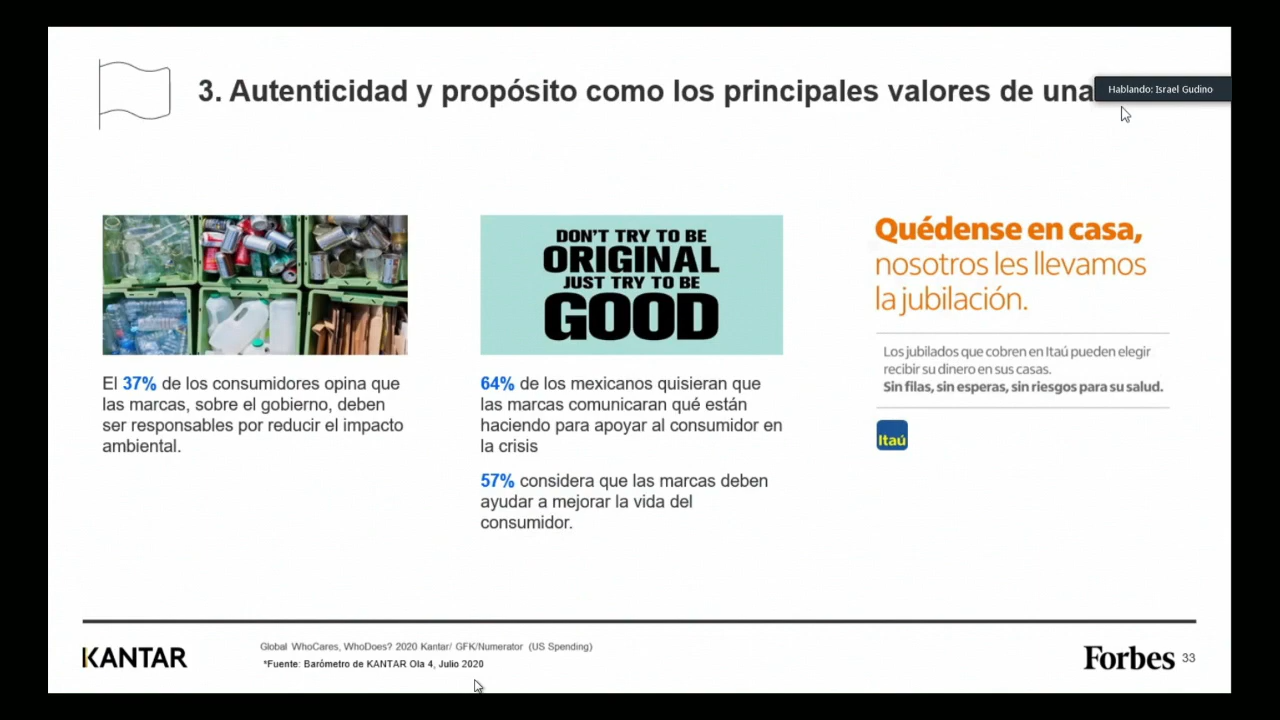 3. Autenticidad y propósito como los principales valores de una
Hablando: Israel Gudino
El 37% de los consumidores opina que
las marcas, sobre el gobierno, deben
ser responsables por reducir el impacto
ambiental.
DON'T TRY TO BE
ORIGINAL
JUST TRY TO BE
GOOD
64% de los mexicanos quisieran que
las marcas comunicaran qué están
haciendo para apoyar al consumidor en
la crisis
57% considera que las marcas deben
ayudar a mejorar la vida del
consumidor.
Quédense en casa,
nosotros les llevamos
la jubilación.
Los jubilados que cobren en Itaú pueden elegir
recibir su dinero en sus casas.
Sin filas, sin esperas, sin riesgos para su salud.
Itaú
KANTAR
Global WhoCares, WhoDoes? 2020 Kantar/ GFK/Numerator (US Spending)
*Fuente: Barómetro de KANTAR Ola 4, Julio 2020
Forbes 33